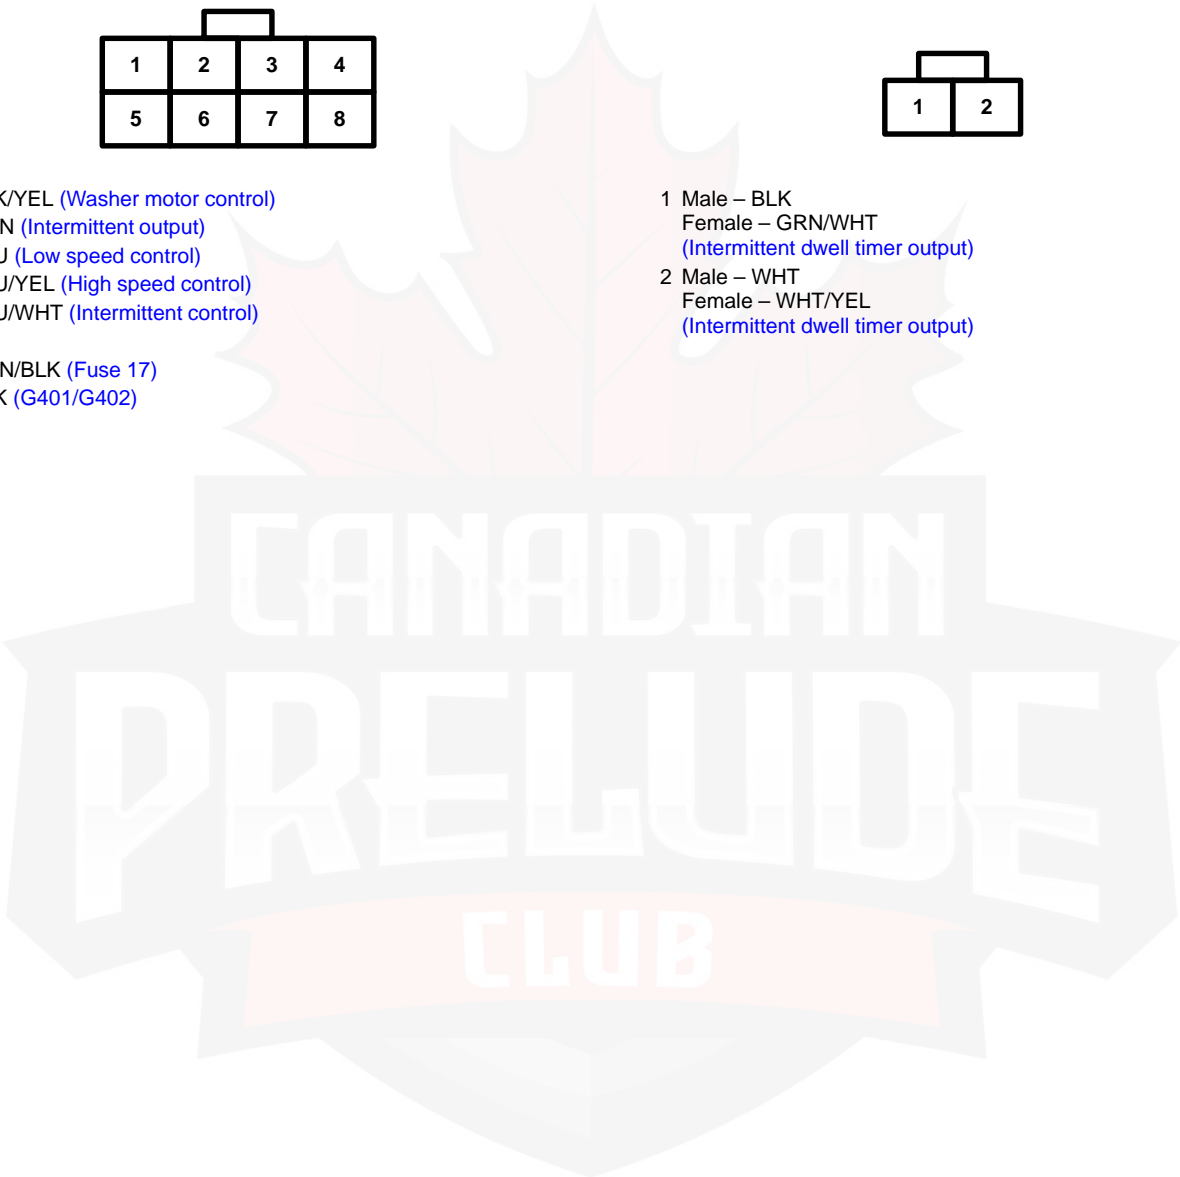 1 2 3 4
5 6 7 8
K/YEL (Washer motor control)
N (Intermittent output)
U (Low speed control)
U/YEL (High speed control)
U/WHT (Intermittent control)
N/BLK (Fuse 17)
K (G401/G402)
1 2
1 Male – BLK
Female – GRN/WHT
(Intermittent dwell timer output)
2 Male – WHT
Female – WHT/YEL
(Intermittent dwell timer output)
CANADIAN
PRELUDE
CLUB